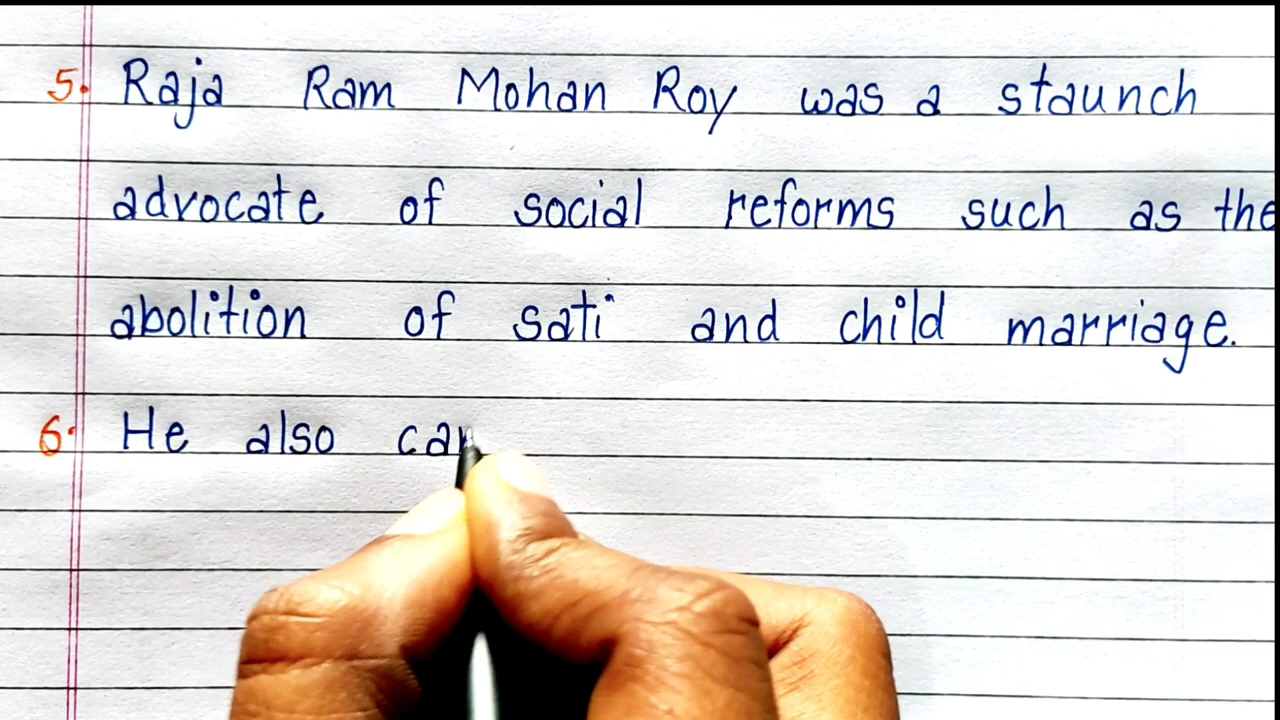 5. Raja Ram Mohan Roy was a staunch
advocate of social reforms such as the
abolition of sati and child marriage.
6. He also